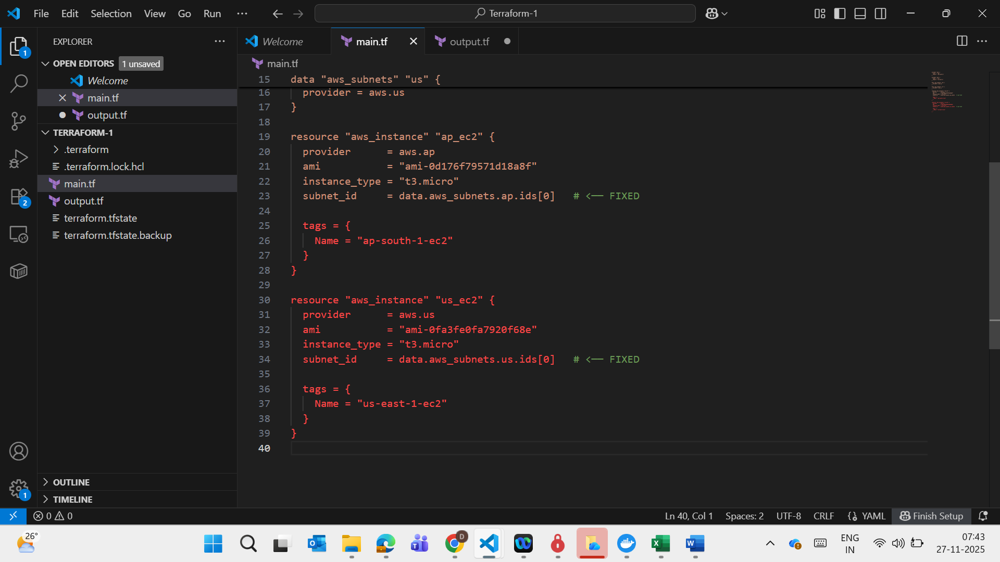 File Edit Selection View Go Run ... Terraform-1
EXPLORER
OPEN EDITORS 1 unsaved
Welcome
main.tf
output.tf
TERRAFORM-1
.terraform
.terraform.lock.hcl
main.tf
output.tf
terraform.tfstate
terraform.tfstate.backup
OUTLINE
TIMELINE
1
2
1
Welcome main.tf output.tf
main.tf
15 data "aws_subnets" "us" {
16 provider = aws.us
17 }
18
19 resource "aws_instance" "ap_ec2" {
20 provider      = aws.ap
21 ami           = "ami-0d176f79571d18a8f"
22 instance_type = "t3.micro"
23 subnet_id     = data.aws_subnets.ap.ids[0]   # <── FIXED
24
25 tags = {
26 Name = "ap-south-1-ec2"
27 }
28 }
29
30 resource "aws_instance" "us_ec2" {
31 provider      = aws.us
32 ami           = "ami-0fa3fe0fa7920f68e"
33 instance_type = "t3.micro"
34 subnet_id     = data.aws_subnets.us.ids[0]   # <── FIXED
35
36 tags = {
37 Name = "us-east-1-ec2"
38 }
39 }
40
0 0 Ln 40, Col 1 Spaces: 2 UTF-8 CRLF {} YAML Finish Setup
26° D ENG IN 07:43
27-11-2025